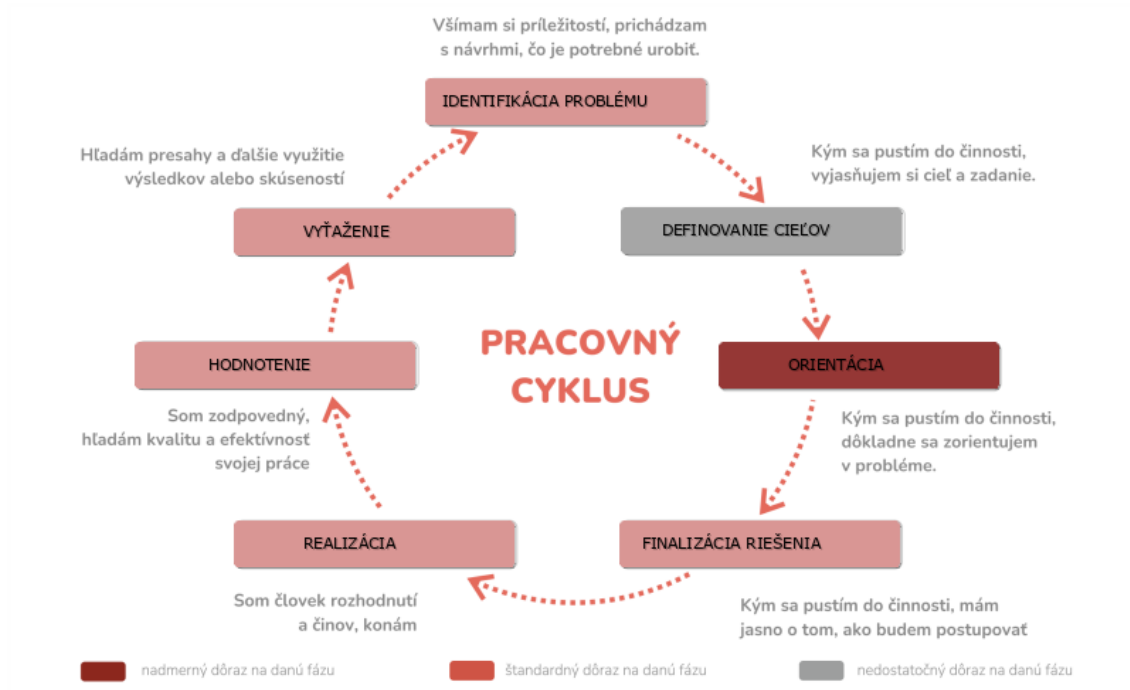 Všímam si príležitostí, prichádzam
s návrhmi, čo je potrebné urobiť.
IDENTIFIKÁCIA PROBLÉMU
Kým sa pustím do činnosti,
vyjasňujem si cieľ a zadanie.
DEFINOVANIE CIEĽOV
ORIENTÁCIA
Kým sa pustím do činnosti,
dôkladne sa zorientujem
v probléme.
FINALIZÁCIA RIEŠENIA
Kým sa pustím do činnosti, mám
jasno o tom, ako budem postupovať
REALIZÁCIA
Som človek rozhodnutí
a činov, konám
HODNOTENIE
Som zodpovedný,
hľadám kvalitu a efektívnosť
svojej práce
VYŤAŽENIE
Hľadám presahy a ďalšie využitie
výsledkov alebo skúseností
PRACOVNÝ
CYKLUS
nadmerný dôraz na danú fázu
štandardný dôraz na danú fázu
nedostatočný dôraz na danú fázu